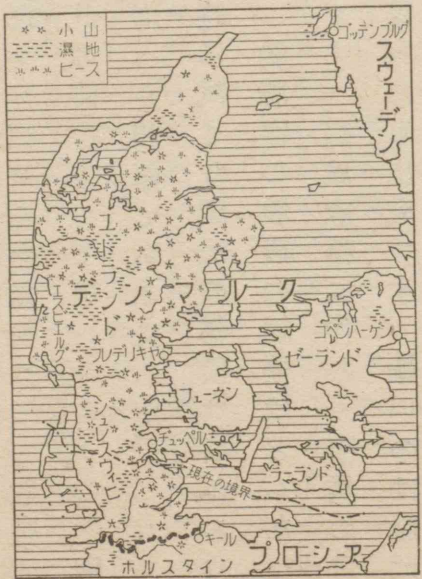 小山
濕地
ヒース
ゴッテンブルグ
スウェーデン
ユトランド
デンマルク
エスビエルグ
フレデリキヤ
コペンハーゲン
ゼーランド
フェーネン
シュレスウィヒ
デュッペル
ラーランド
現在の境界
キール
プロシーア
ホルスタイン